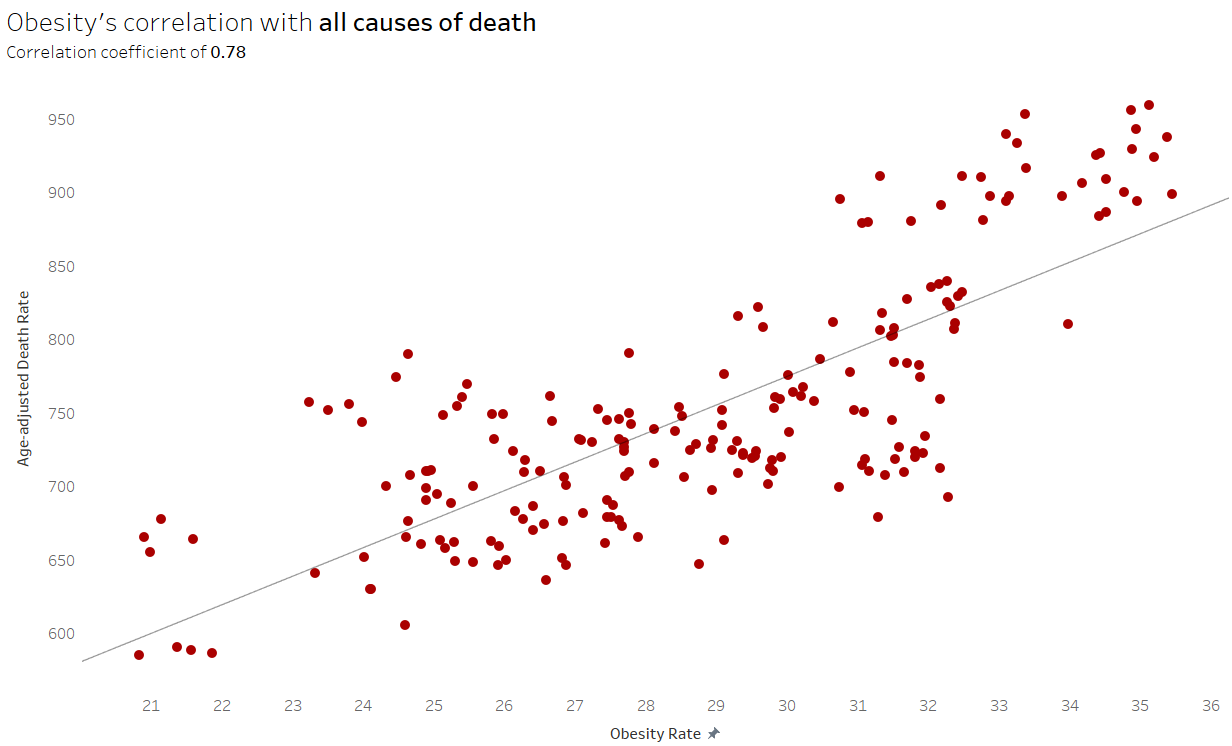 Obesity's correlation with all causes of death
Correlation coefficient of 0.78
950
900
850
800
750
700
650
600
Age-adjusted Death Rate
21 22 23 24 25 26 27 28 29 30 31 32 33 34 35 36
Obesity Rate